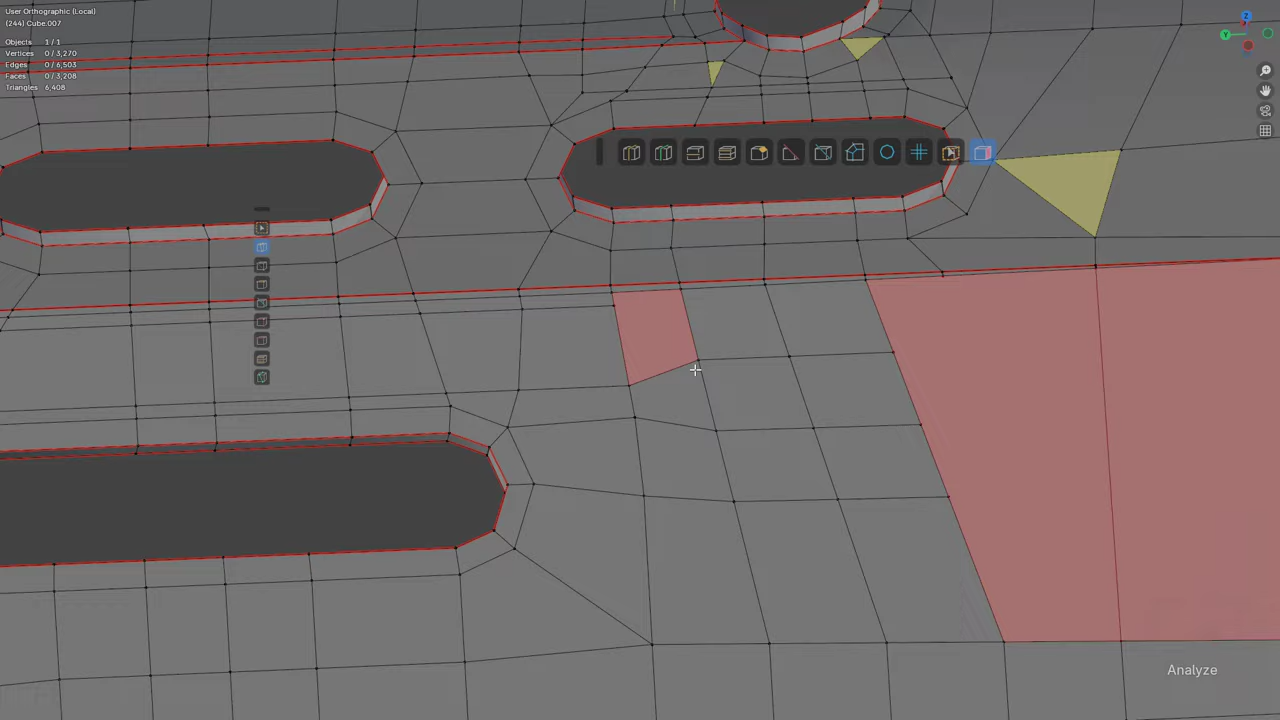 User Orthographic (Local)
(244) Cube.007
Objects 1 / 1
Vertices 0 / 3,270
Edges 0 / 6,503
Faces 0 / 3,208
Triangles 6,408
Z
Y
Analyze